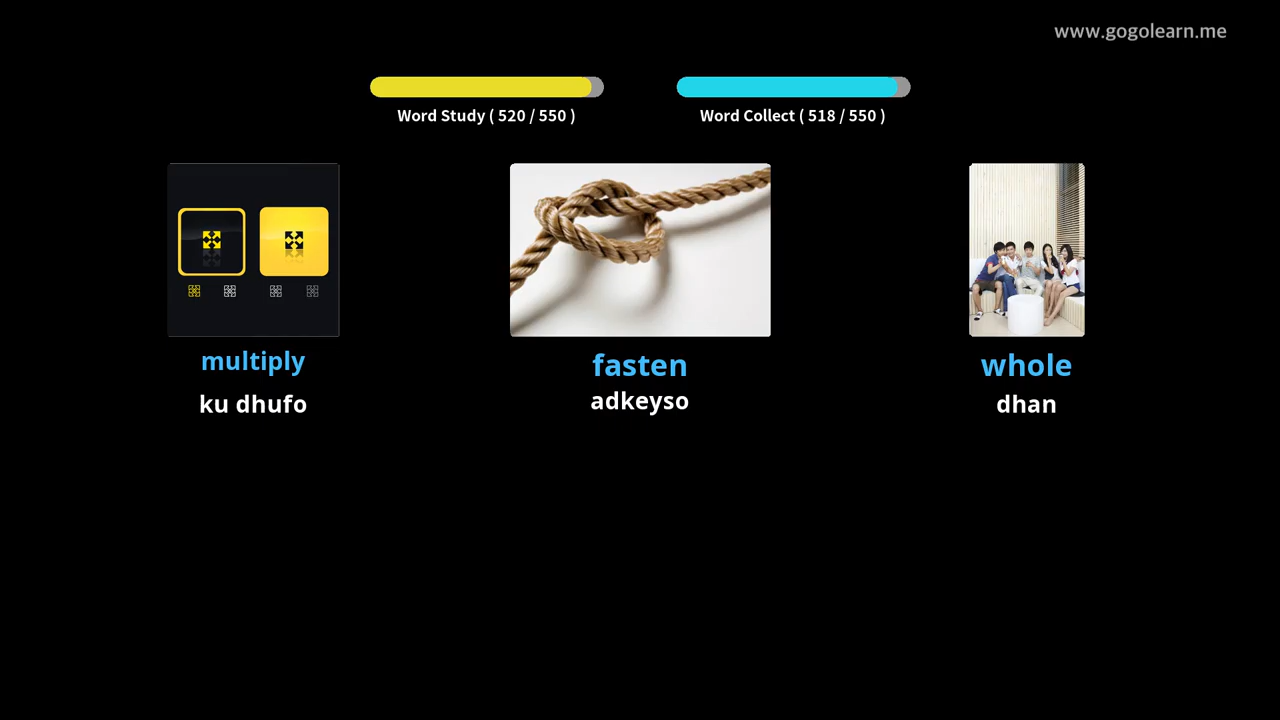 www.gogolearn.me
Word Study ( 520 / 550 )
Word Collect ( 518 / 550 )
multiply
ku dhufo
fasten
adkeyso
whole
dhan